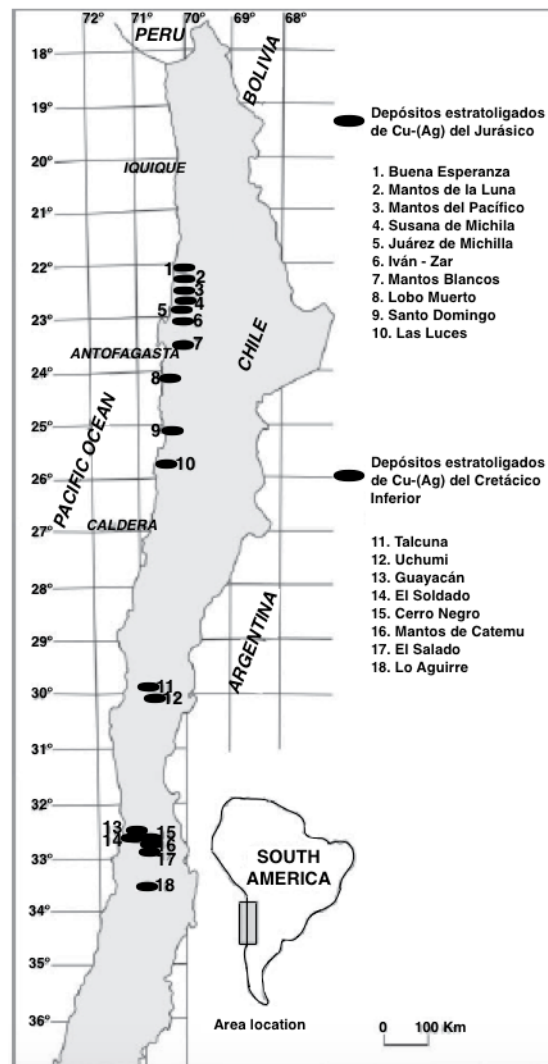 72° 71° 70° 69° 68°
PERU
BOLIVIA
18°
19°
20°
21°
22°
23°
24°
25°
26°
27°
28°
29°
30°
31°
32°
33°
34°
35°
36°
IQUIQUE
ANTOFAGASTA
CALDERA
PACIFIC OCEAN
CHILE
ARGENTINA
1
2
3
4
5
6
7
8
9
10
11
12
13
14
15
16
17
18
Depósitos estratoligados
de Cu-(Ag) del Jurásico
1. Buena Esperanza
2. Mantos de la Luna
3. Mantos del Pacífico
4. Susana de Michila
5. Juárez de Michilla
6. Iván - Zar
7. Mantos Blancos
8. Lobo Muerto
9. Santo Domingo
10. Las Luces
Depósitos estratoligados
de Cu-(Ag) del Cretácico
Inferior
11. Talcuna
12. Uchumi
13. Guayacán
14. El Soldado
15. Cerro Negro
16. Mantos de Catemu
17. El Salado
18. Lo Aguirre
SOUTH
AMERICA
Area location
0 100 Km